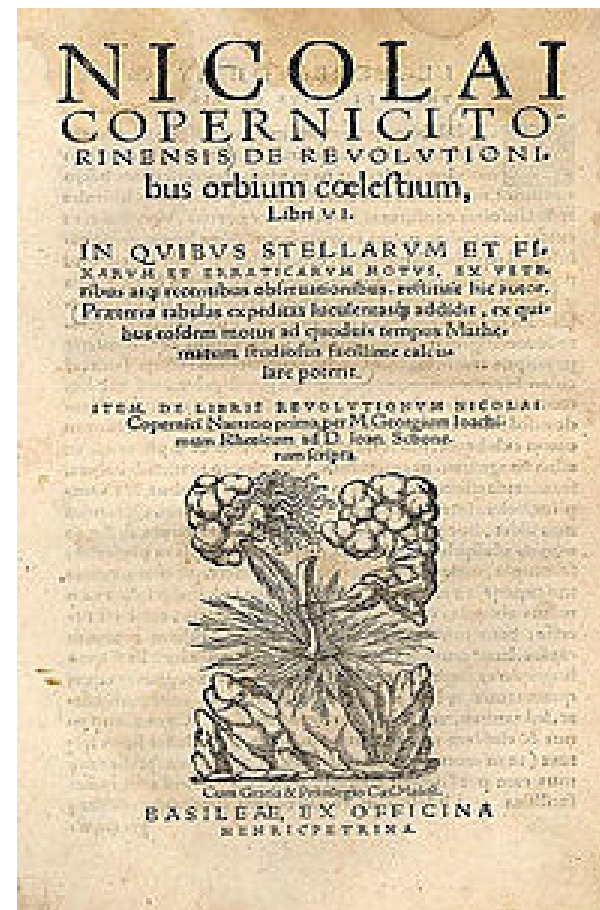 NICOLAI
COPERNICI TO-
RINENSIS DE REVOLVTIONI-
bus orbium cœlestium,
Libri VI.
IN QVIBVS STELLARVM ET FI-
XARVM ET ERRATICARVM MOTVS, EX VETE-
ribus atq; recentibus obseruationibus, restituit hic autor.
Præterea tabulas expeditas luculentasq; addidit, ex qui-
bus eosdem motus ad quoduis tempus Mathe-
matum studiosus facillime calcu-
lare poterit.
ITEM, DE LIBRIS REVOLVTIONVM NICOLAI
Copernici Narratio prima, per M. Georgium Ioachi-
mum Rheticum ad D. Ioan. Schone-
rum scripta.
Cum Gratia & Priuilegio Cæs. Maiest.
BASILEAE, EX OFFICINA
HENRICPETRINA.